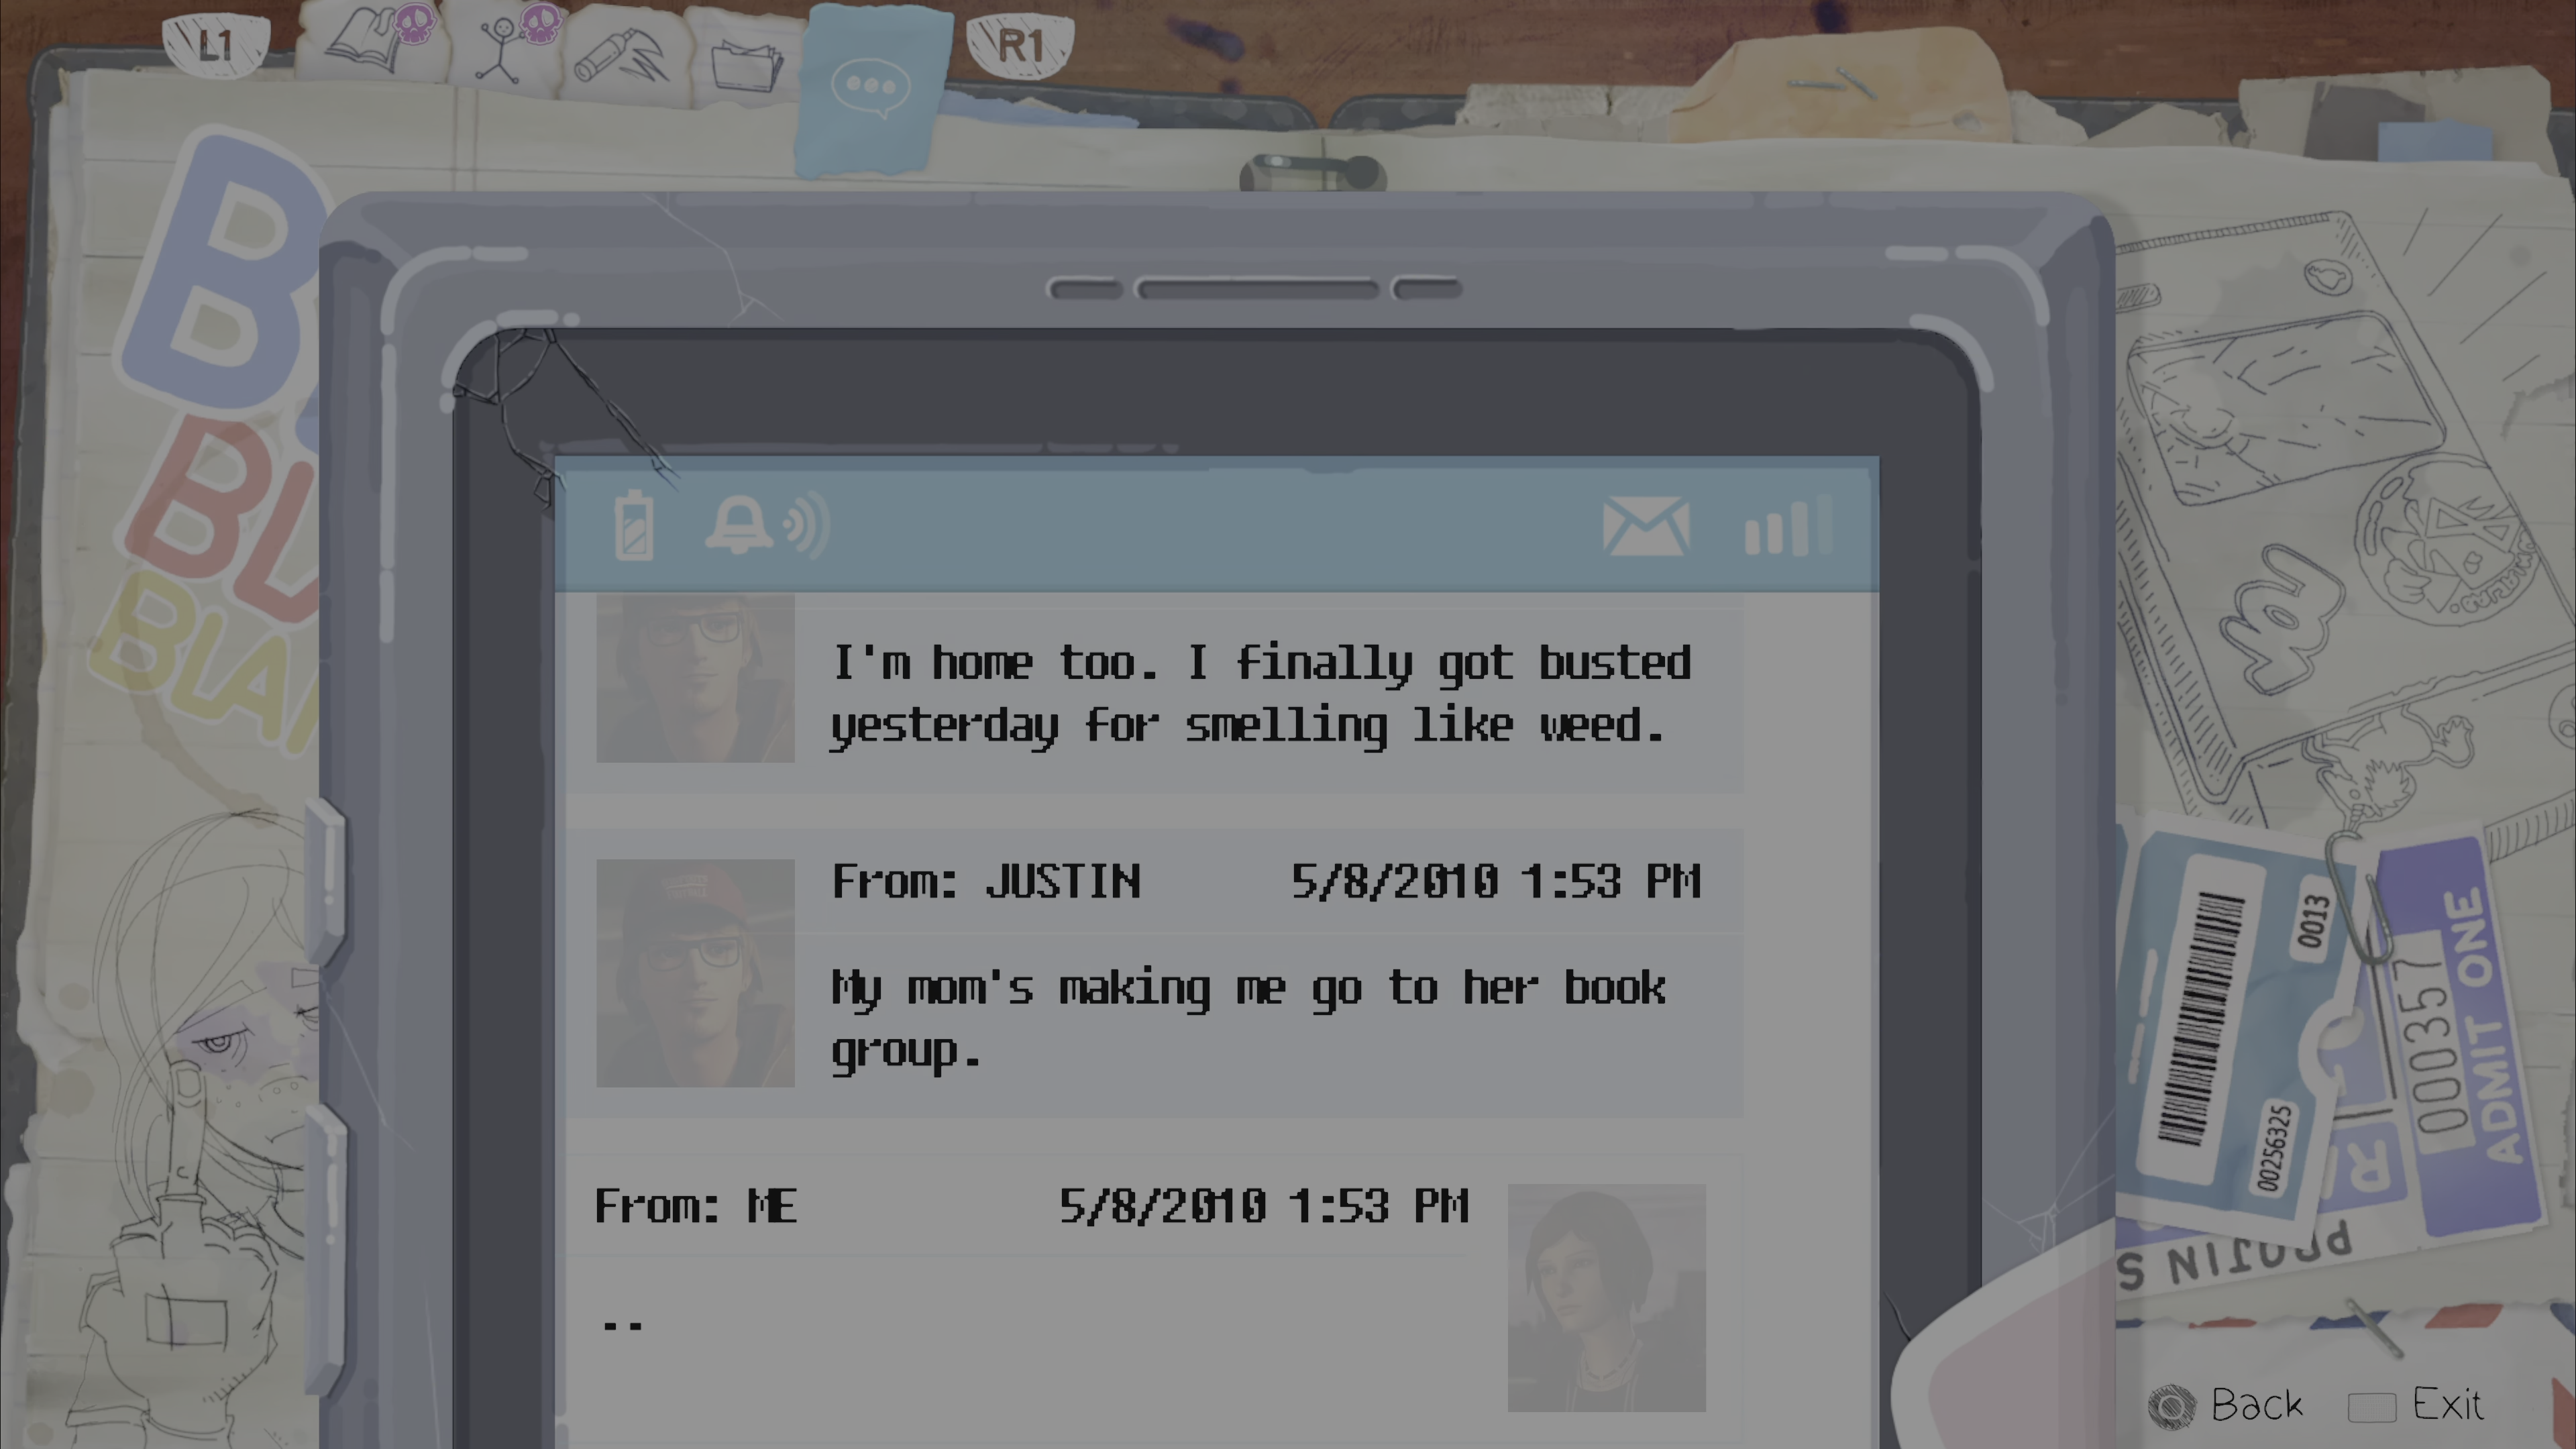 L1
R1
I'm home too. I finally got busted
yesterday for smelling like weed.
From: JUSTIN 5/8/2010 1:53 PM
My mom's making me go to her book
group.
From: ME 5/8/2010 1:53 PM
--
0013
00256325
000357
ADMIT ONE
Back
Exit